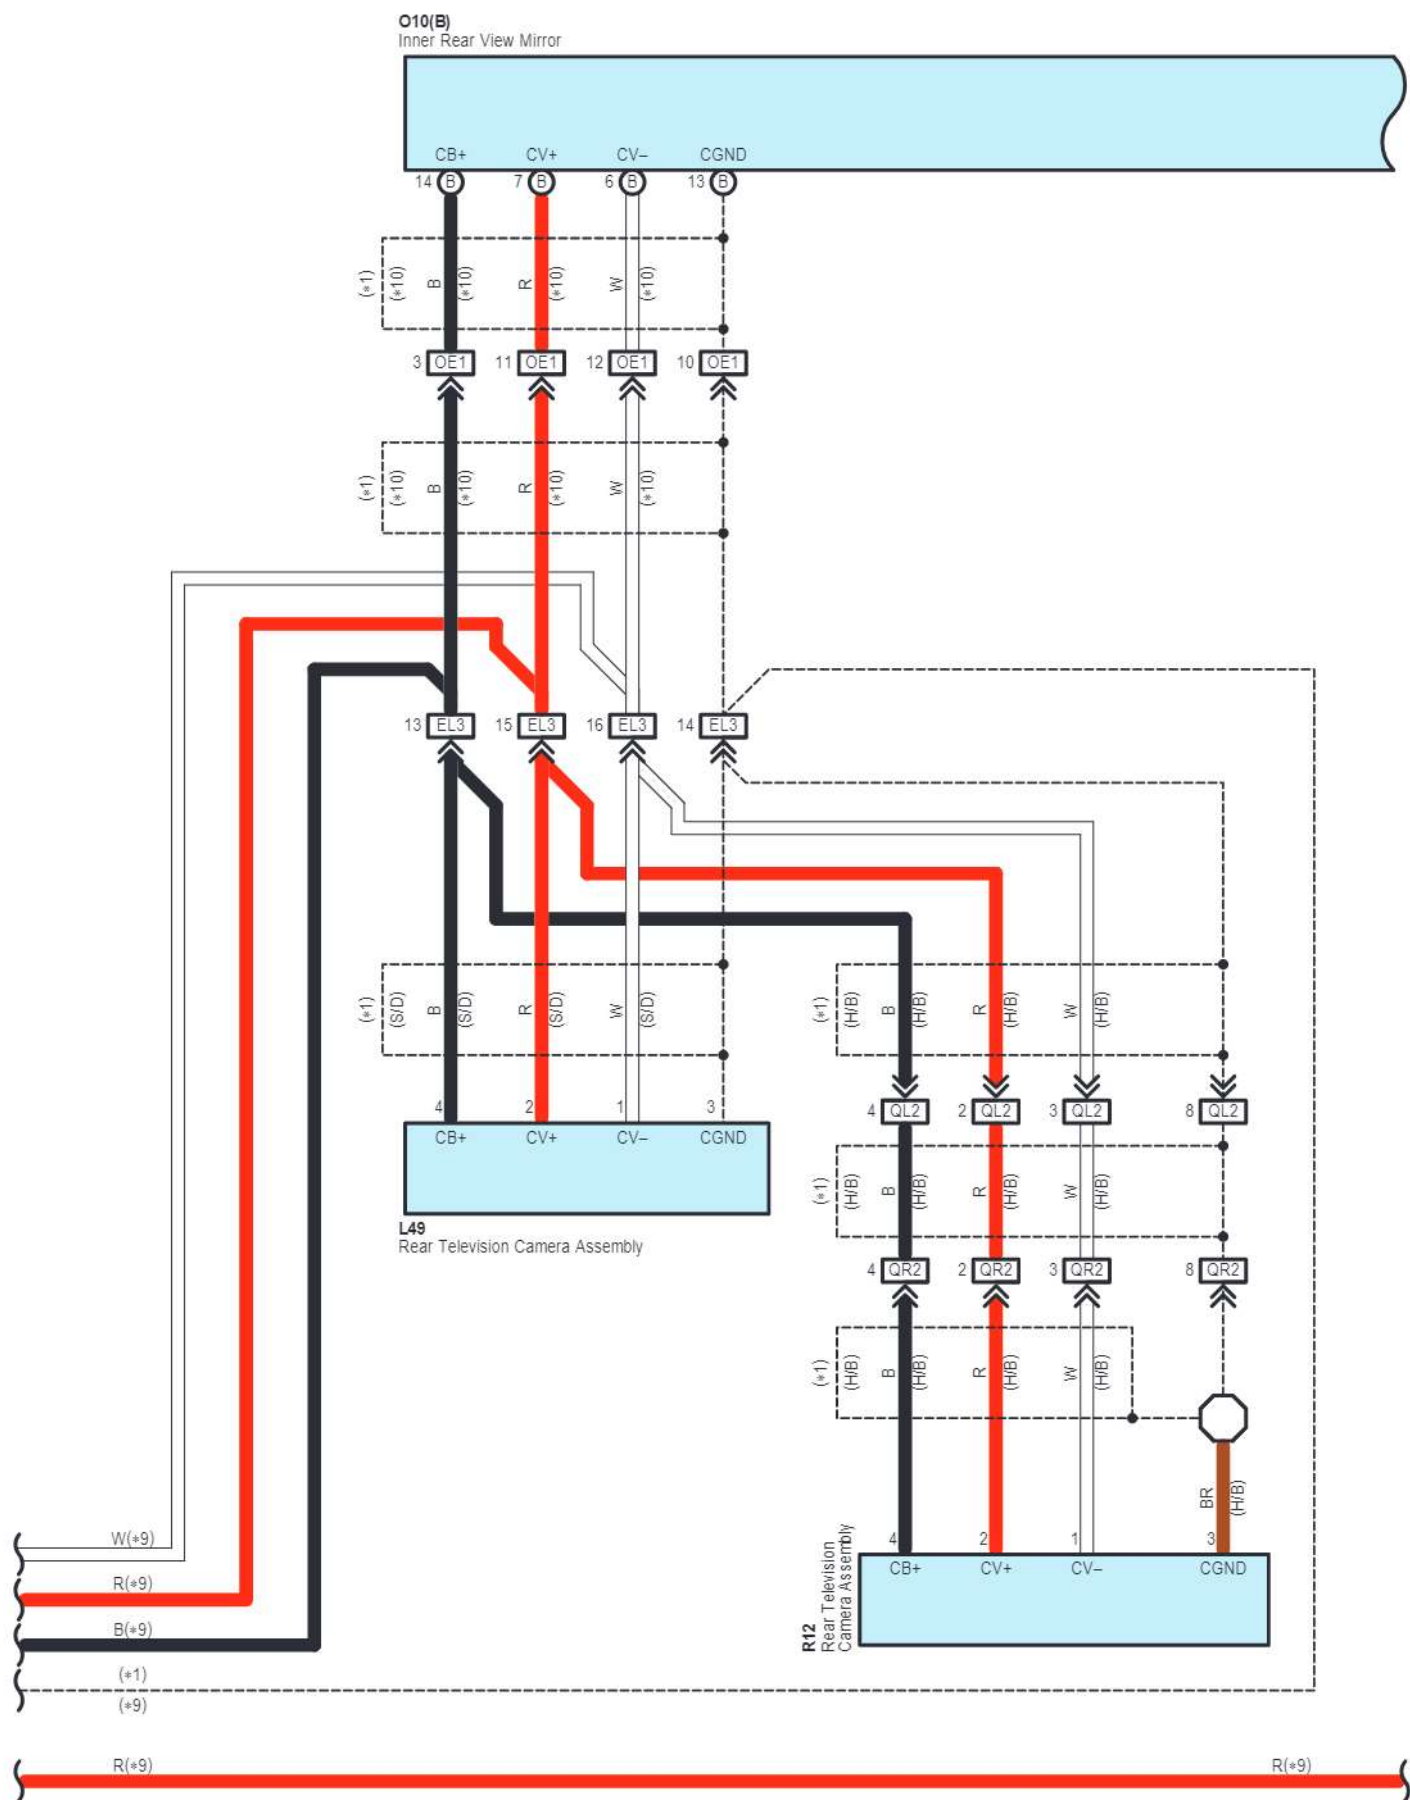 O10(B)
Inner Rear View Mirror
CB+ CV+ CV– CGND
14 B 7 B 6 B 13 B
(*1) (*10) B (*10) R (*10) W (*10)
3 OE1 11 OE1 12 OE1 10 OE1
(*1) (*10) B (*10) R (*10) W (*10)
13 EL3 15 EL3 16 EL3 14 EL3
(*1) (S/D) B (S/D) R (S/D) W (S/D)
(*1) (H/B) B (H/B) R (H/B) W (H/B)
4 2 1 3
4 QL2 2 QL2 3 QL2 8 QL2
CB+ CV+ CV– CGND
(*1) (H/B) B (H/B) R (H/B) W (H/B)
L49
Rear Television Camera Assembly
4 QR2 2 QR2 3 QR2 8 QR2
(*1) (H/B) B (H/B) R (H/B) W (H/B)
BR (H/B)
4 2 1 3
CB+ CV+ CV– CGND
R12
Rear Television
Camera Assembly
W(*9)
R(*9)
B(*9)
(*1)
(*9)
R(*9) R(*9)